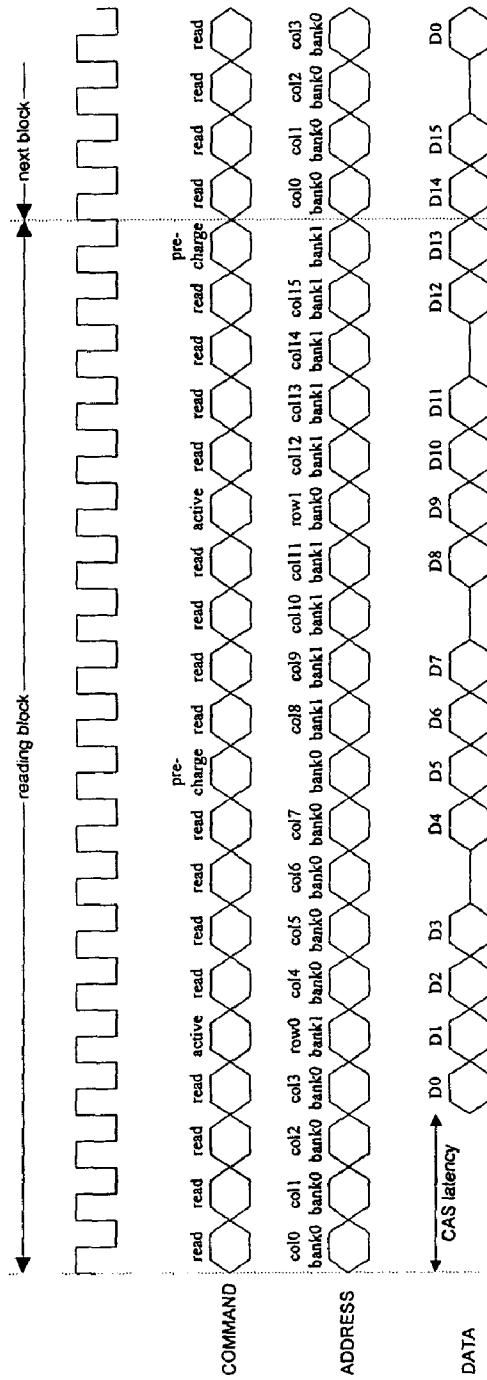 reading block next block
pre- pre-
read read read read active read read read read charge read read read read active read read read read charge read read read read
COMMAND
col0 col1 col2 col3 row0 col4 col5 col6 col7 col8 col9 col10 col11 row1 col12 col13 col14 col15 col0 col1 col2 col3
bank0 bank0 bank0 bank0 bank1 bank0 bank0 bank0 bank0 bank0 bank1 bank1 bank1 bank1 bank0 bank1 bank1 bank1 bank1 bank1 bank0 bank0 bank0 bank0
ADDRESS
D0 D1 D2 D3 D4 D5 D6 D7 D8 D9 D10 D11 D12 D13 D14 D15 D0
CAS latency
DATA